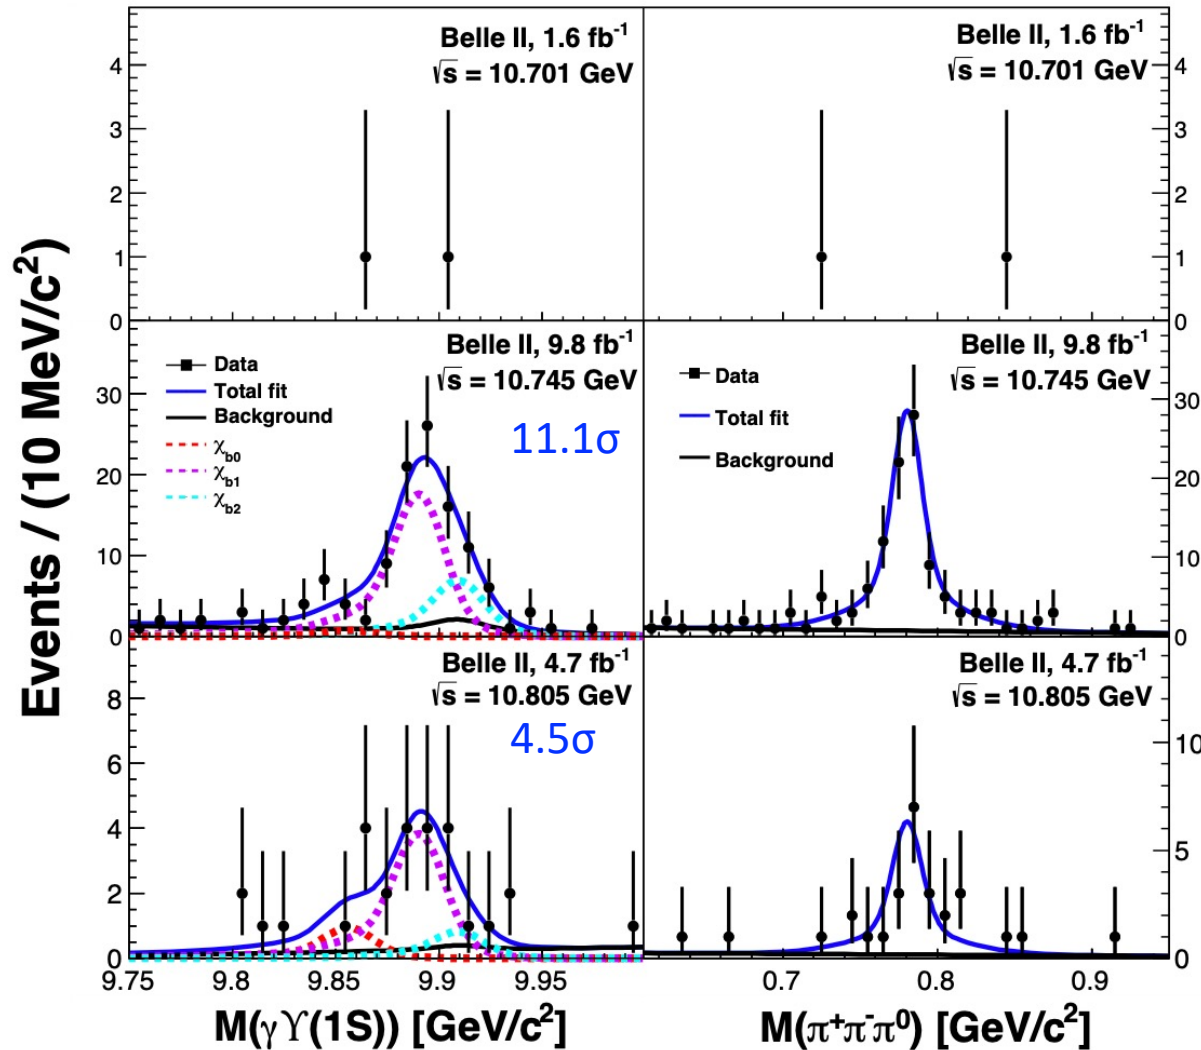 Events / (10 MeV/c²)
Belle II, 1.6 fb⁻¹
√s = 10.701 GeV
4
3
2
1
0
Belle II, 1.6 fb⁻¹
√s = 10.701 GeV
4
3
2
1
0
Belle II, 9.8 fb⁻¹
√s = 10.745 GeV
Data
Total fit
Background
χb0
χb1
χb2
11.1σ
30
20
10
0
Belle II, 9.8 fb⁻¹
√s = 10.745 GeV
Data
Total fit
Background
30
20
10
0
Belle II, 4.7 fb⁻¹
√s = 10.805 GeV
4.5σ
8
6
4
2
0
Belle II, 4.7 fb⁻¹
√s = 10.805 GeV
10
5
0
9.75 9.8 9.85 9.9 9.95
0.7 0.8 0.9
M(γϒ(1S)) [GeV/c²]
M(π⁺π⁻π⁰) [GeV/c²]